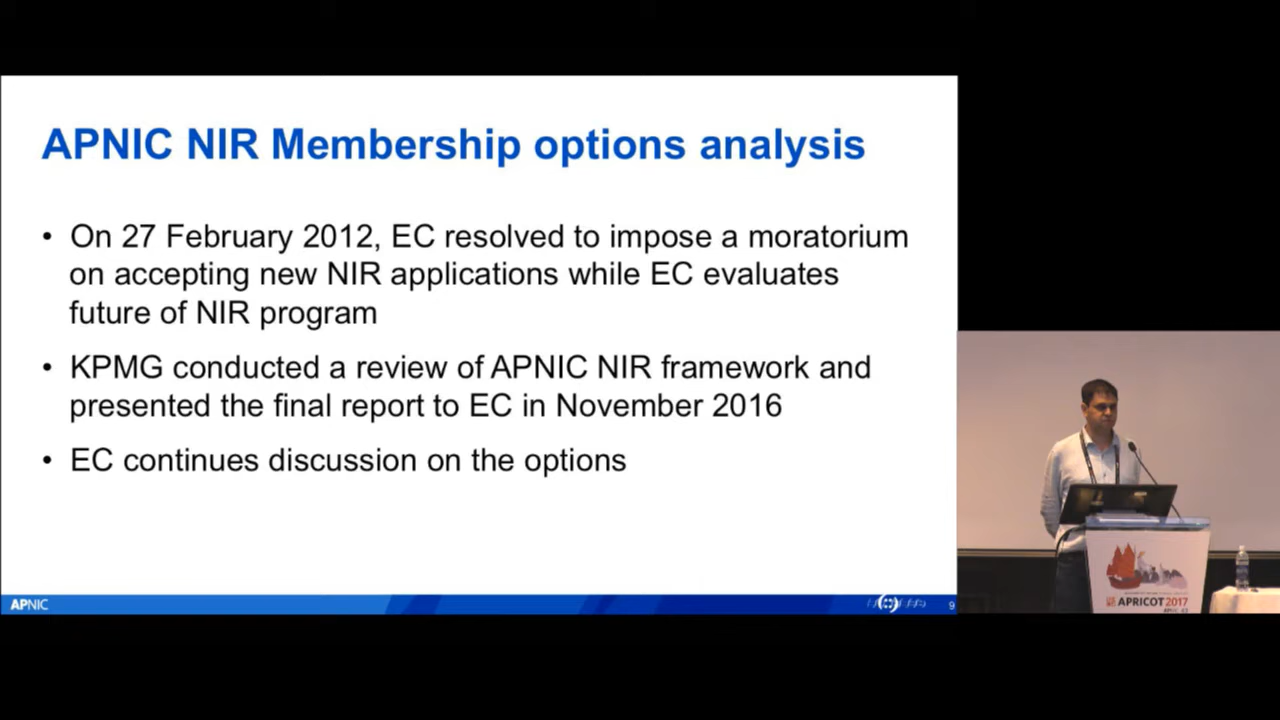 APNIC NIR Membership options analysis
• On 27 February 2012, EC resolved to impose a moratorium
on accepting new NIR applications while EC evaluates
future of NIR program
• KPMG conducted a review of APNIC NIR framework and
presented the final report to EC in November 2016
• EC continues discussion on the options
APNIC
9
APRICOT2017